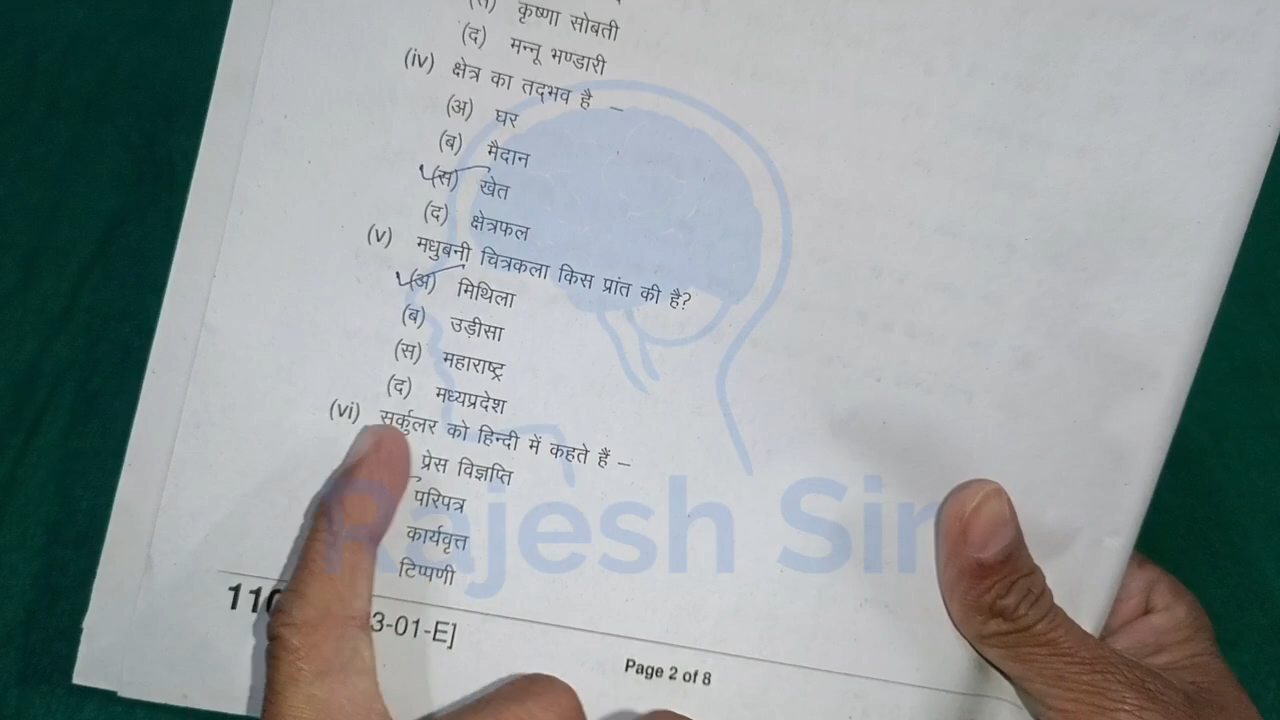 कृष्णा सोबती
(द) मन्नू भण्डारी
(iv) क्षेत्र का तद्भव है –
(अ) घर
(ब) मैदान
(स) खेत
(द) क्षेत्रफल
(v) मधुबनी चित्रकला किस प्रांत की है?
(अ) मिथिला
(ब) उड़ीसा
(स) महाराष्ट्र
(द) मध्यप्रदेश
(vi) सर्कुलर को हिन्दी में कहते हैं –
प्रेस विज्ञप्ति
परिपत्र
कार्यवृत्त
टिप्पणी
Rajesh Sir
3-01-E]
Page 2 of 8